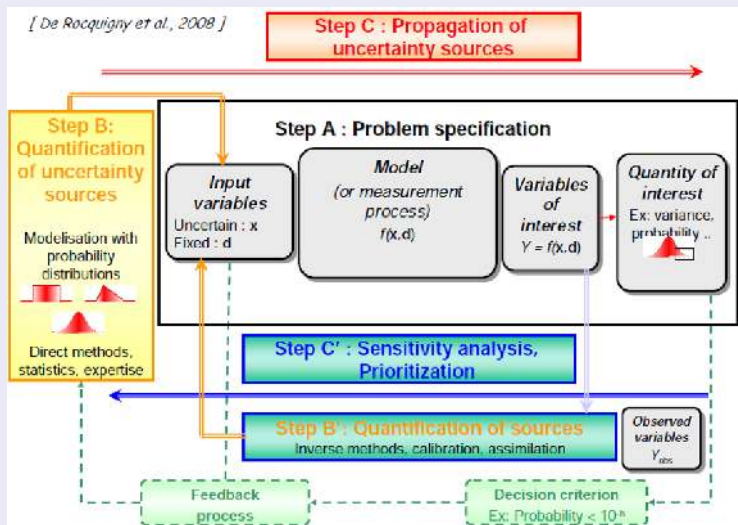 [ De Rocquigny et al., 2008 ]
Step C : Propagation of
uncertainty sources
Step B:
Quantification
of uncertainty
sources
Modelisation with
probability
distributions
Direct methods,
statistics, expertise
Step A : Problem specification
Input
variables
Uncertain : x
Fixed : d
Model
(or measurement
process)
f(x,d)
Variables
of
interest
Y = f(x,d)
Quantity of
interest
Ex: variance,
probability ..
Step C' : Sensitivity analysis,
Prioritization
Step B': Quantification of sources
Inverse methods, calibration, assimilation
Observed
variables
Yobs
Feedback
process
Decision criterion
Ex: Probability < 10